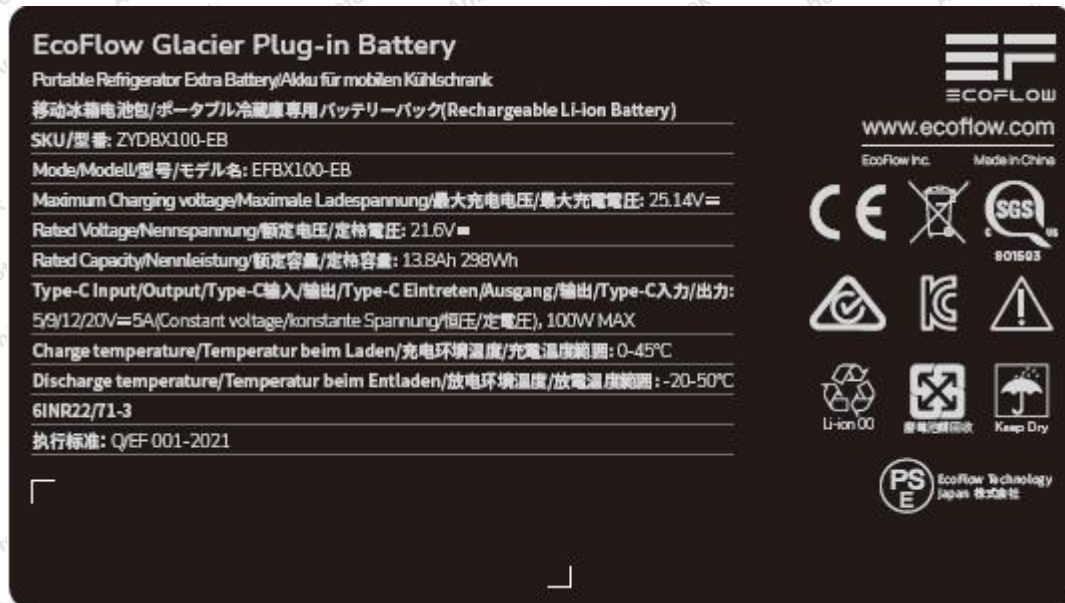 EcoFlow Glacier Plug-in Battery
Portable Refrigerator Extra Battery/Akku für mobilen Kühlschrank
移动冰箱电池包/ポータブル冷蔵庫専用バッテリーパック(Rechargeable Li-ion Battery)
SKU/型番: ZYDBX100-EB
Mode/Modell/型号/モデル名: EFBX100-EB
Maximum Charging voltage/Maximale Ladespannung/最大充电电压/最大充電電圧: 25.14V⎓
Rated Voltage/Nennspannung/额定电压/定格電圧: 21.6V⎓
Rated Capacity/Nennleistung/额定容量/定格容量: 13.8Ah 298Wh
Type-C Input/Output/Type-C输入/输出/Type-C Eintreten/Ausgang/输出/Type-C入力/出力:
5/9/12/20V⎓5A(Constant voltage/konstante Spannung/恒压/定電圧), 100W MAX
Charge temperature/Temperatur beim Laden/充电环境温度/充電温度範囲: 0-45°C
Discharge temperature/Temperatur beim Entladen/放电环境温度/放電温度範囲: -20-50°C
6INR22/71-3
执行标准: Q/EF 001-2021
EF
ECOFLOW
www.ecoflow.com
EcoFlow Inc. Made in China
CE
SGS
C US
801593
Li-ion 00
廢電池請回收
Keep Dry
PS
E
EcoFlow Technology
Japan 株式会社